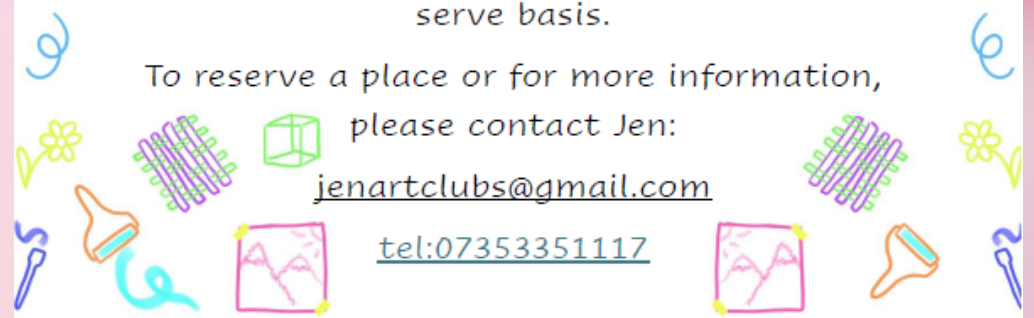 serve basis.
To reserve a place or for more information,
please contact Jen:
jenartclubs@gmail.com
tel:07353351117